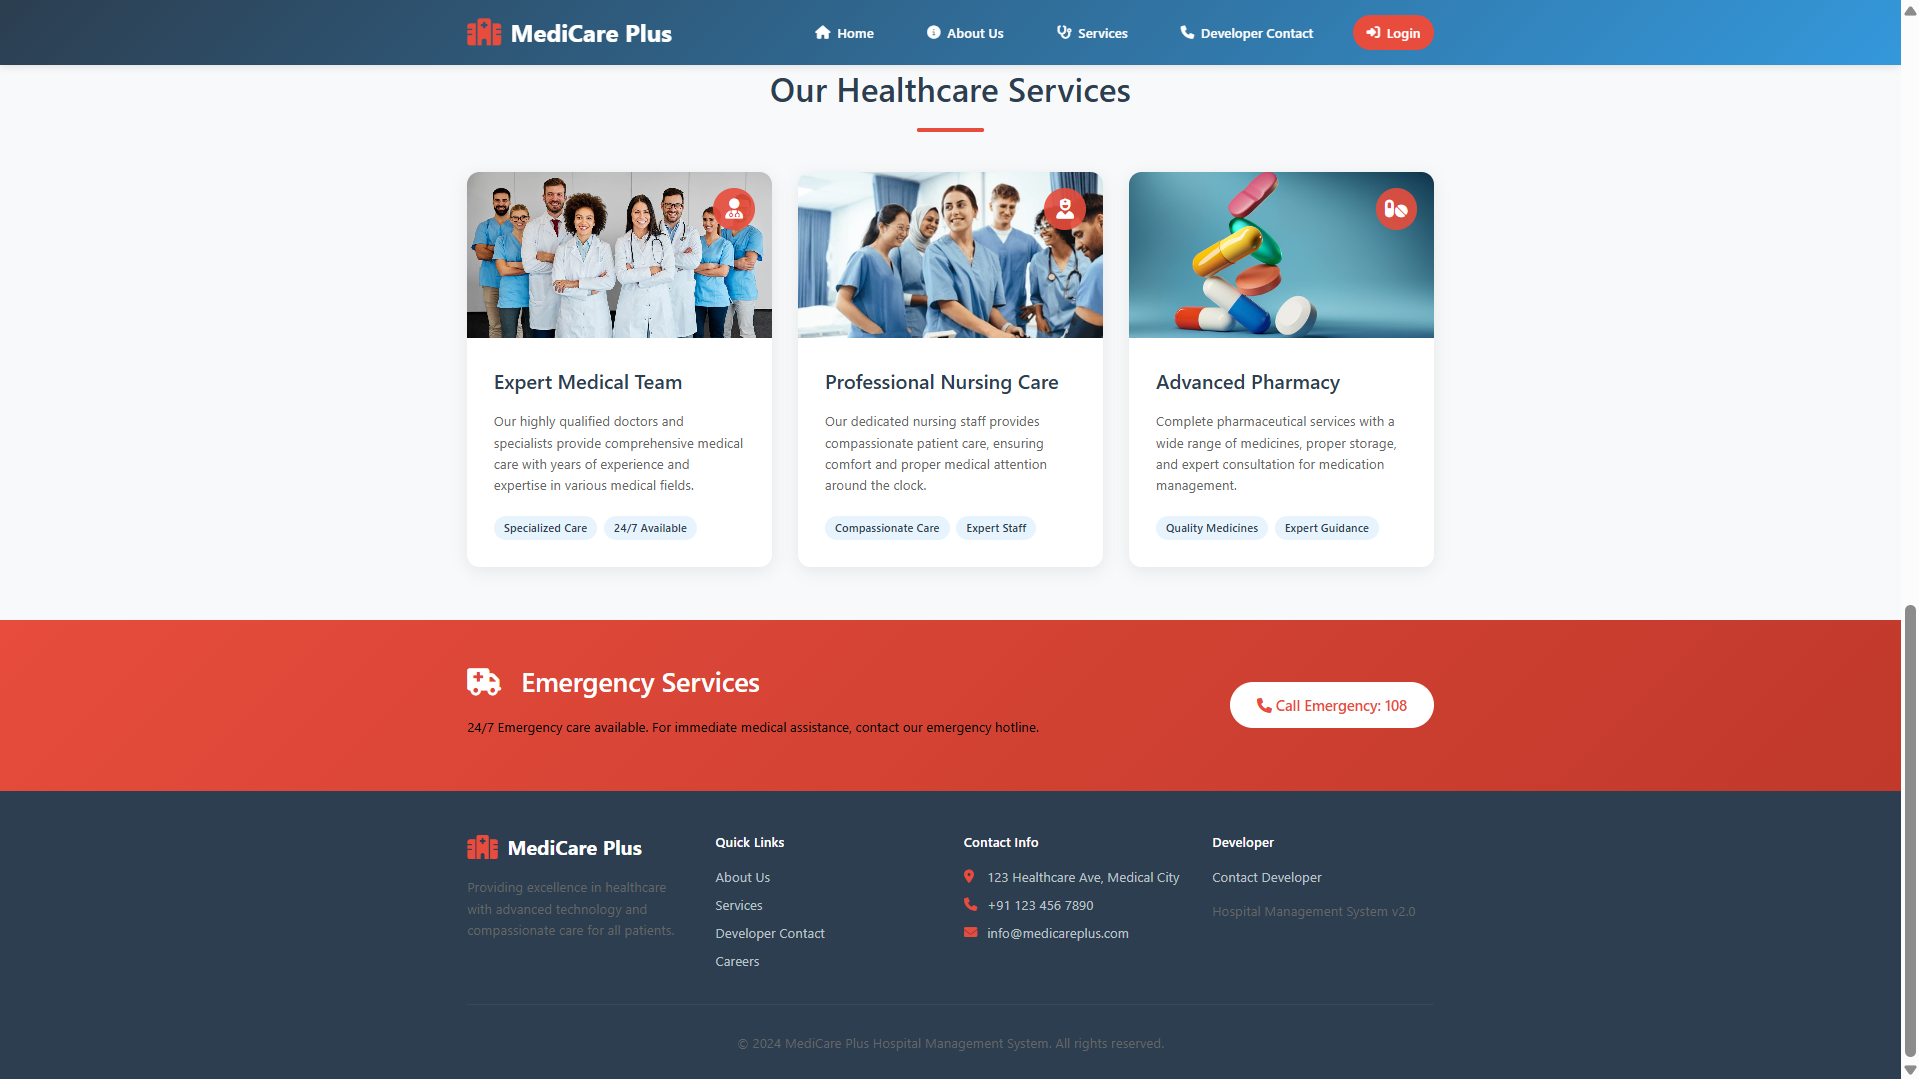 MediCare Plus
Home
About Us
Services
Developer Contact
Login
Our Healthcare Services
Expert Medical Team
Our highly qualified doctors and
specialists provide comprehensive medical
care with years of experience and
expertise in various medical fields.
Specialized Care
24/7 Available
Professional Nursing Care
Our dedicated nursing staff provides
compassionate patient care, ensuring
comfort and proper medical attention
around the clock.
Compassionate Care
Expert Staff
Advanced Pharmacy
Complete pharmaceutical services with a
wide range of medicines, proper storage,
and expert consultation for medication
management.
Quality Medicines
Expert Guidance
Emergency Services
24/7 Emergency care available. For immediate medical assistance, contact our emergency hotline.
Call Emergency: 108
MediCare Plus
Providing excellence in healthcare
with advanced technology and
compassionate care for all patients.
Quick Links
About Us
Services
Developer Contact
Careers
Contact Info
123 Healthcare Ave, Medical City
+91 123 456 7890
info@medicareplus.com
Developer
Contact Developer
Hospital Management System v2.0
© 2024 MediCare Plus Hospital Management System. All rights reserved.